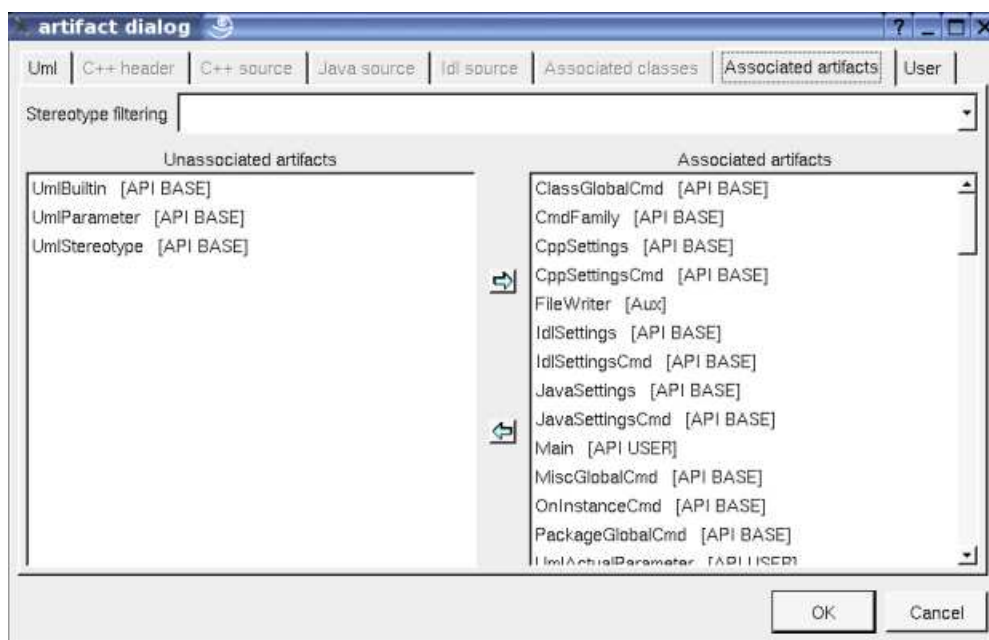 artifact dialog
Uml C++ header C++ source Java source Idl source Associated classes Associated artifacts User
Stereotype filtering
Unassociated artifacts Associated artifacts
UmlBuiltin [API BASE]
UmlParameter [API BASE]
UmlStereotype [API BASE]
ClassGlobalCmd [API BASE]
CmdFamily [API BASE]
CppSettings [API BASE]
CppSettingsCmd [API BASE]
FileWriter [Aux]
IdlSettings [API BASE]
IdlSettingsCmd [API BASE]
JavaSettings [API BASE]
JavaSettingsCmd [API BASE]
Main [API USER]
MiscGlobalCmd [API BASE]
OnInstanceCmd [API BASE]
PackageGlobalCmd [API BASE]
UmlActualParameter [API USER]
OK Cancel